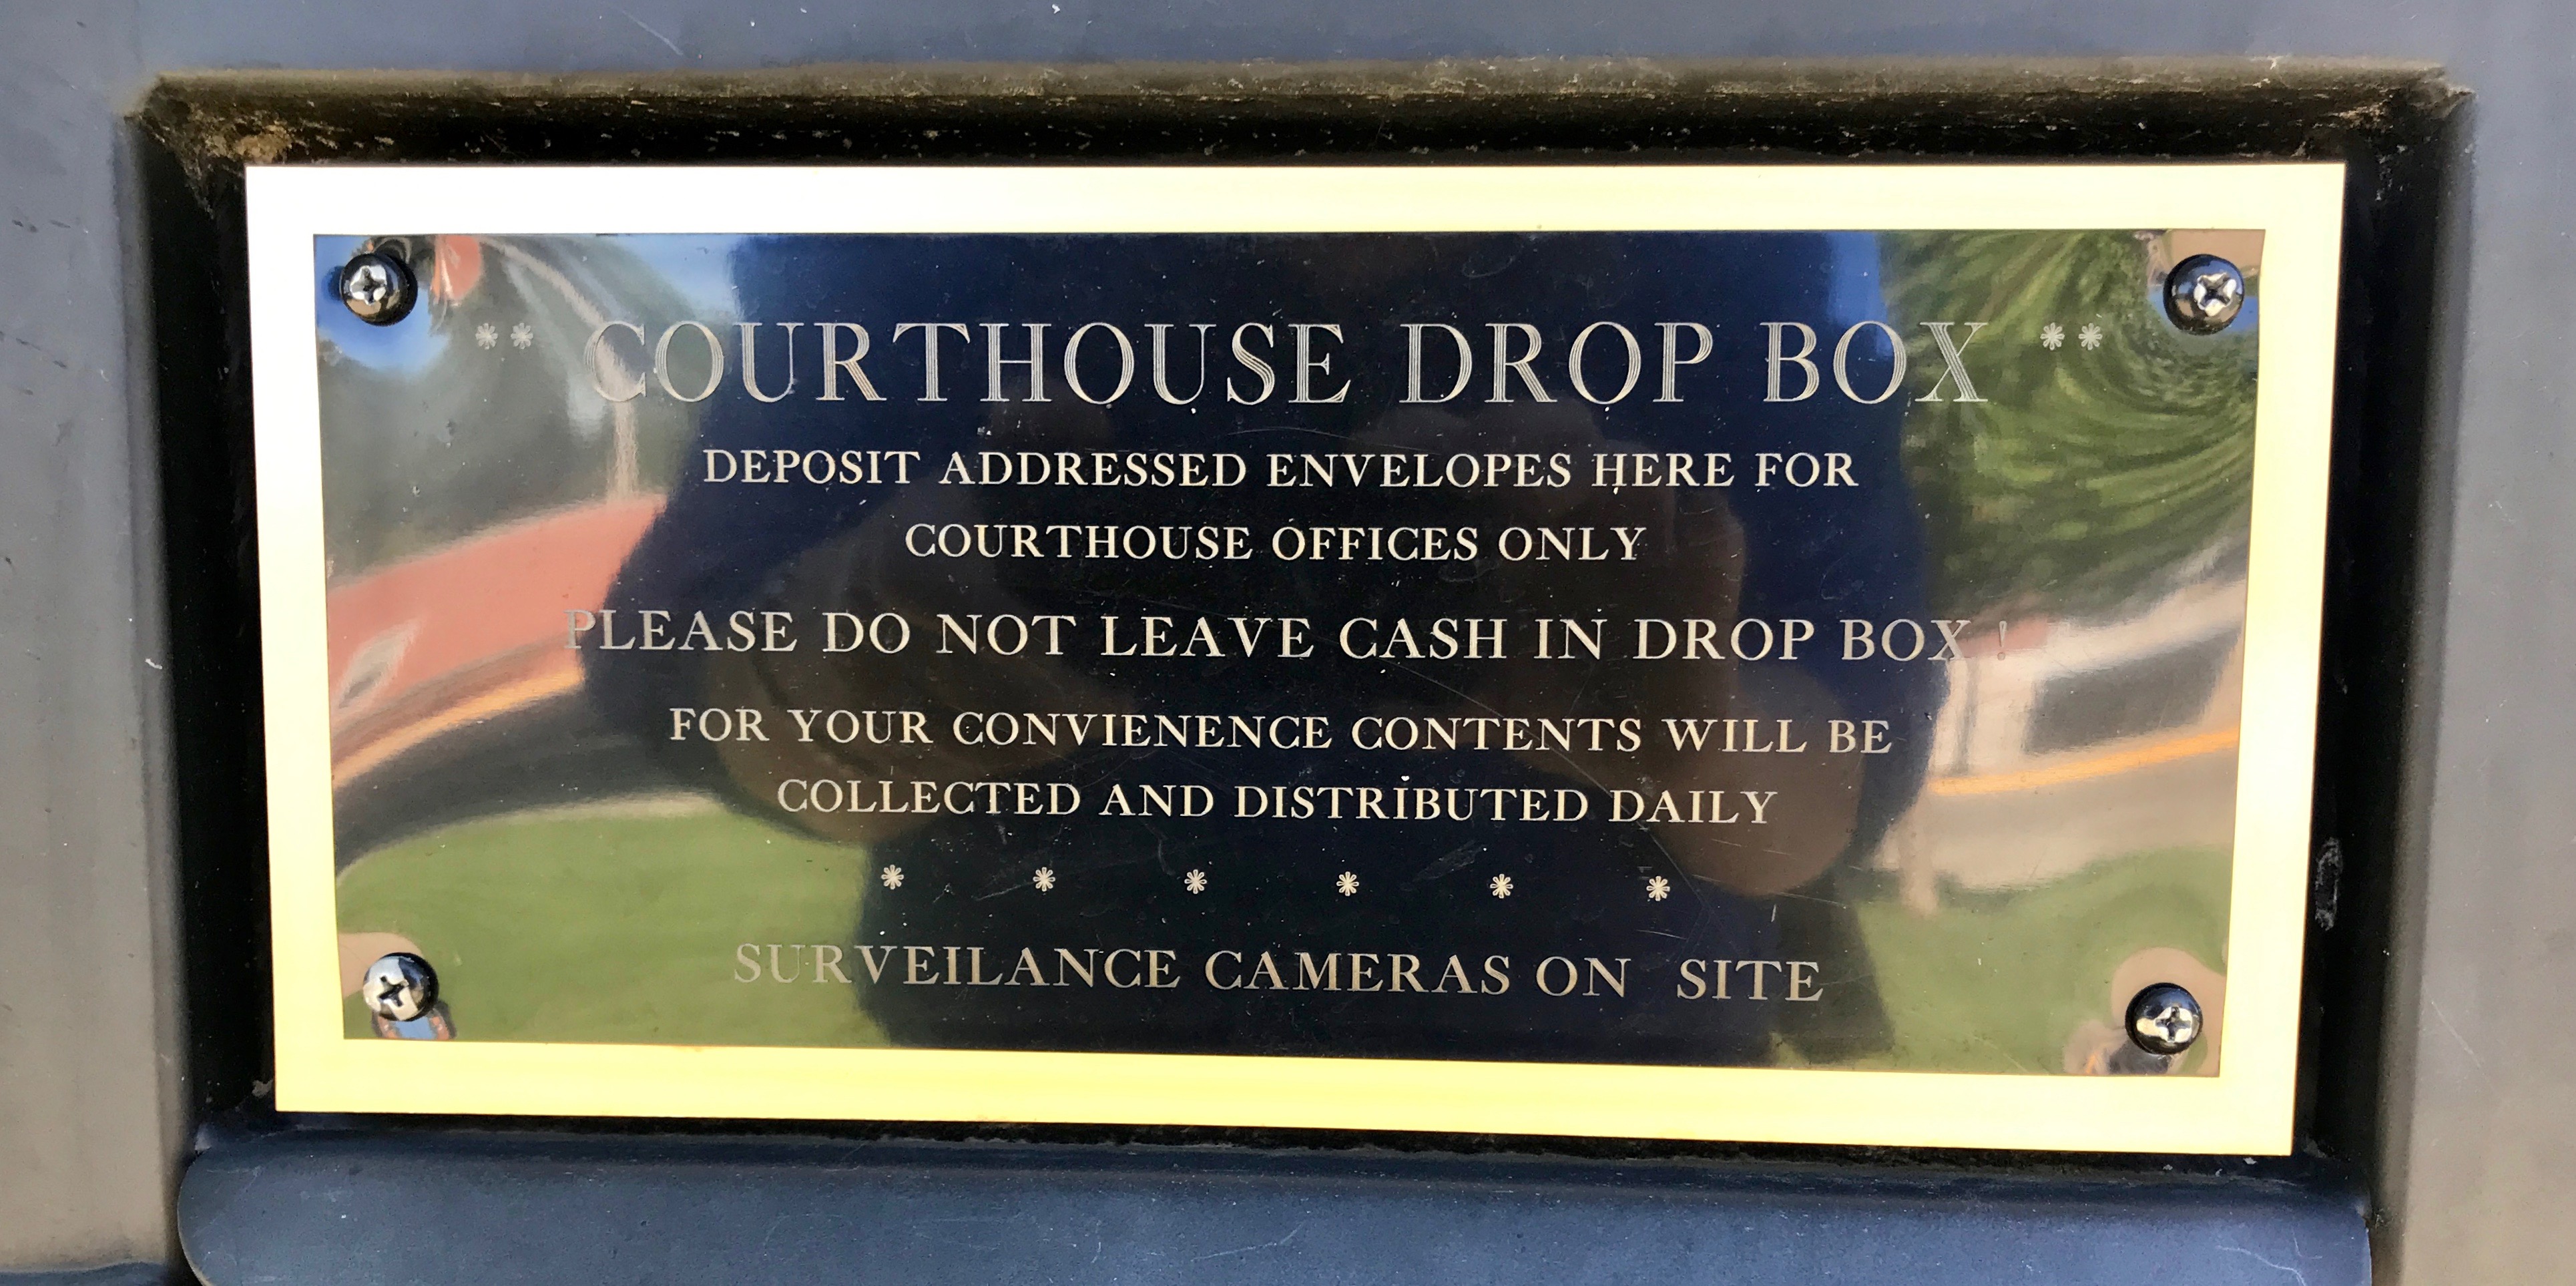 ** COURTHOUSE DROP BOX **
DEPOSIT ADDRESSED ENVELOPES HERE FOR
COURTHOUSE OFFICES ONLY
PLEASE DO NOT LEAVE CASH IN DROP BOX !
FOR YOUR CONVIENENCE CONTENTS WILL BE
COLLECTED AND DISTRIBUTED DAILY
* * * * * *
SURVEILANCE CAMERAS ON SITE